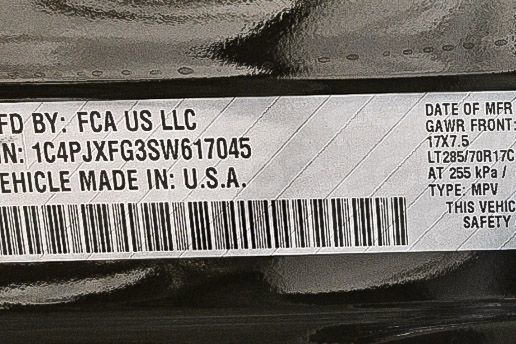 FD BY: FCA US LLC
IN: 1C4PJXFG3SW617045
EHICLE MADE IN: U.S.A.
DATE OF MFR
GAWR FRONT:
17X7.5
LT285/70R17C
AT 255 kPa /
TYPE: MPV
THIS VEHIC
SAFETY